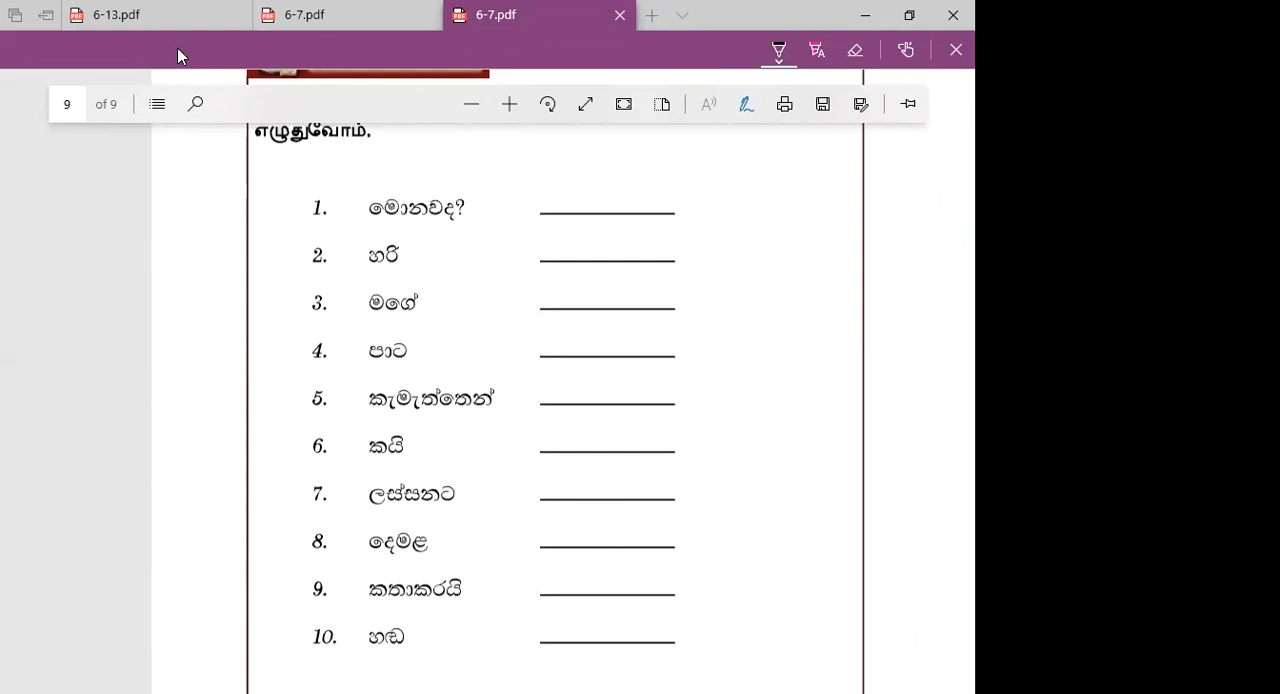 6-13.pdf 6-7.pdf 6-7.pdf
9 of 9
எழுதுவோம்.
1. මොනවද?
2. හරි
3. මගේ
4. පාට
5. කැමැත්තෙන්
6. කයි
7. ලස්සනට
8. දෙමළ
9. කතාකරයි
10. හඬ